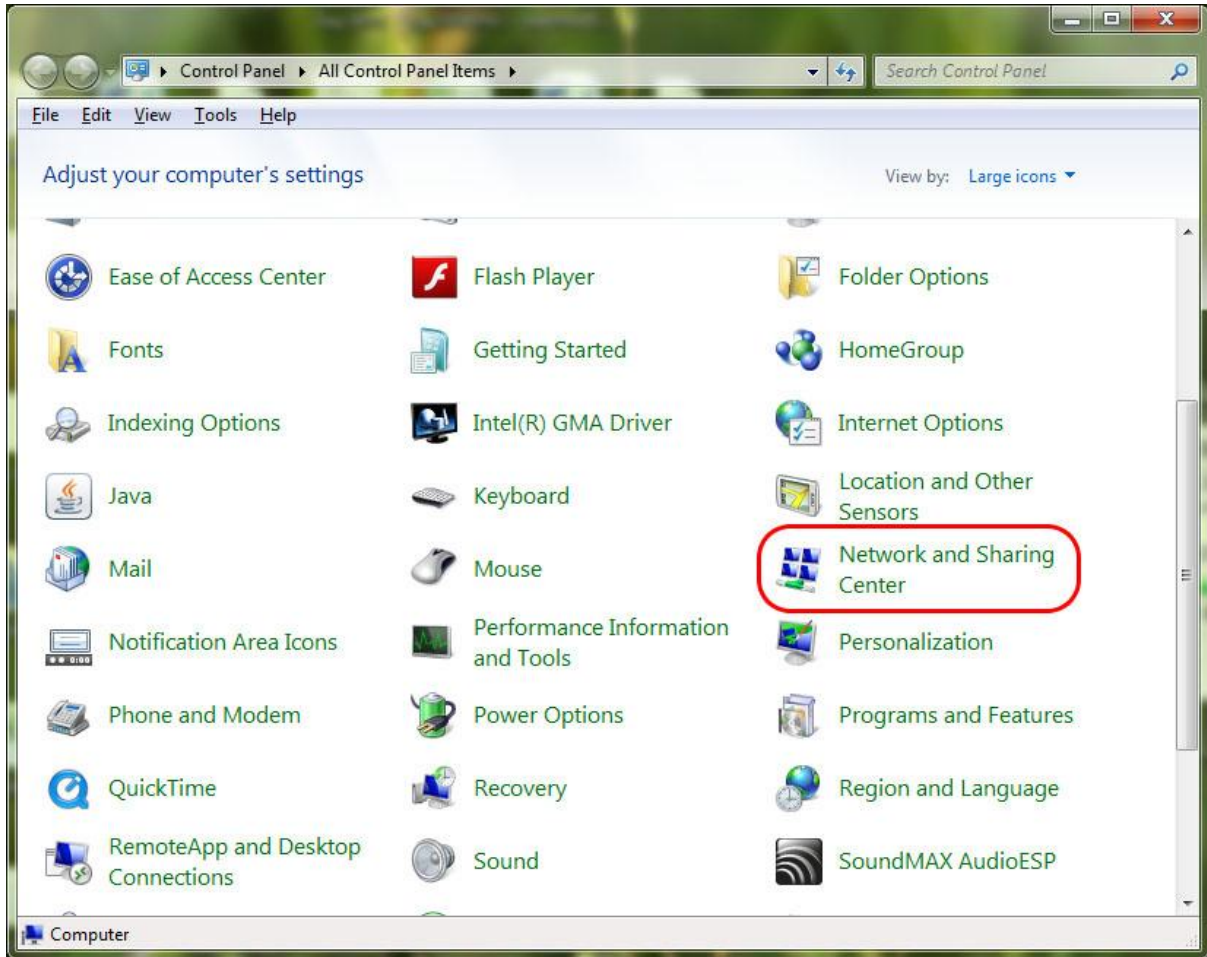 Control Panel All Control Panel Items
Search Control Panel
File Edit View Tools Help
Adjust your computer's settings
View by: Large icons
Ease of Access Center
Flash Player
Folder Options
Fonts
Getting Started
HomeGroup
Indexing Options
Intel(R) GMA Driver
Internet Options
Java
Keyboard
Location and Other
Sensors
Mail
Mouse
Network and Sharing
Center
Notification Area Icons
Performance Information
and Tools
Personalization
Phone and Modem
Power Options
Programs and Features
QuickTime
Recovery
Region and Language
RemoteApp and Desktop
Connections
Sound
SoundMAX AudioESP
Computer